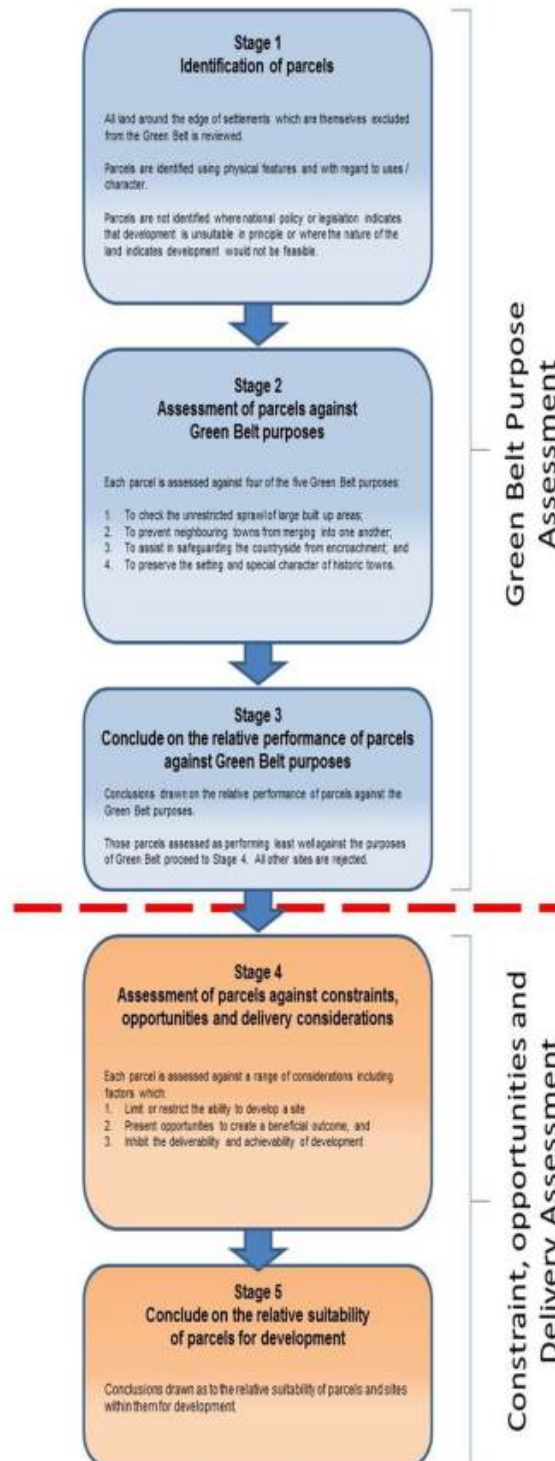 Stage 1
Identification of parcels
All land around the edge of settlements which are themselves excluded
from the Green Belt is reviewed.
Parcels are identified using physical features and with regard to uses /
character.
Parcels are not identified where national policy or legislation indicates
that development is unsuitable in principle or where the nature of the
land indicates development would not be feasible.
Stage 2
Assessment of parcels against
Green Belt purposes
Each parcel is assessed against four of the five Green Belt purposes:
1. To check the unrestricted sprawl of large built up areas;
2. To prevent neighbouring towns from merging into one another;
3. To assist in safeguarding the countryside from encroachment; and
4. To preserve the setting and special character of historic towns.
Stage 3
Conclude on the relative performance of parcels
against Green Belt purposes
Conclusions drawn on the relative performance of parcels against the
Green Belt purposes.
Those parcels assessed as performing least well against the purposes
of Green Belt proceed to Stage 4. All other sites are rejected.
Green Belt Purpose
Assessment
Stage 4
Assessment of parcels against constraints,
opportunities and delivery considerations
Each parcel is assessed against a range of considerations including
factors which:
1. Limit or restrict the ability to develop a site
2. Present opportunities to create a beneficial outcome, and
3. Inhibit the deliverability and achievability of development
Stage 5
Conclude on the relative suitability
of parcels for development
Conclusions drawn as to the relative suitability of parcels and sites
within them for development.
Constraint, opportunities and
Delivery Assessment